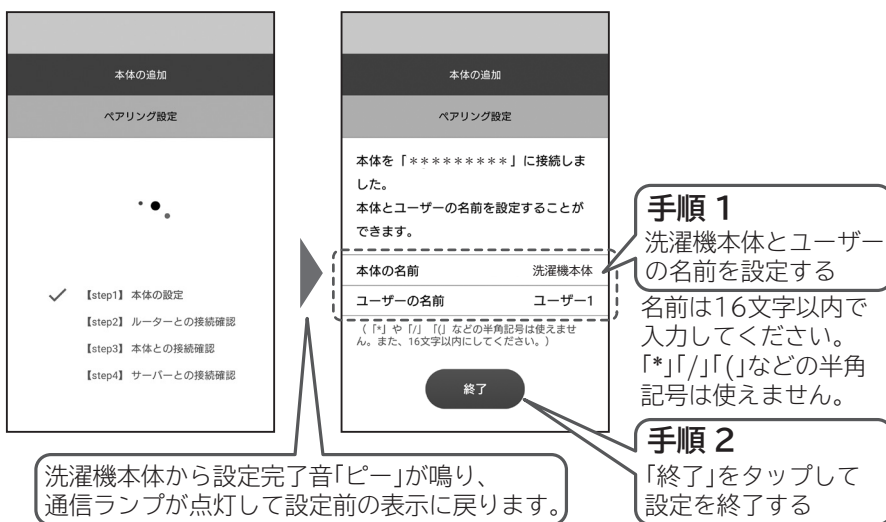 本体の追加
ペアリング設定
【step1】 本体の設定
【step2】 ルーターとの接続確認
【step3】 本体との接続確認
【step4】 サーバーとの接続確認
本体の追加
ペアリング設定
本体を「*********」に接続しま
した。
本体とユーザーの名前を設定することが
できます。
本体の名前 洗濯機本体
ユーザーの名前 ユーザー1
(「*」や「/」「(」などの半角記号は使えませ
ん。また、16文字以内にしてください。)
終了
手順 1
洗濯機本体とユーザー
の名前を設定する
名前は16文字以内で
入力してください。
「*」「/」「(」などの半角
記号は使えません。
手順 2
「終了」をタップして
設定を終了する
洗濯機本体から設定完了音「ピー」が鳴り、
通信ランプが点灯して設定前の表示に戻ります。